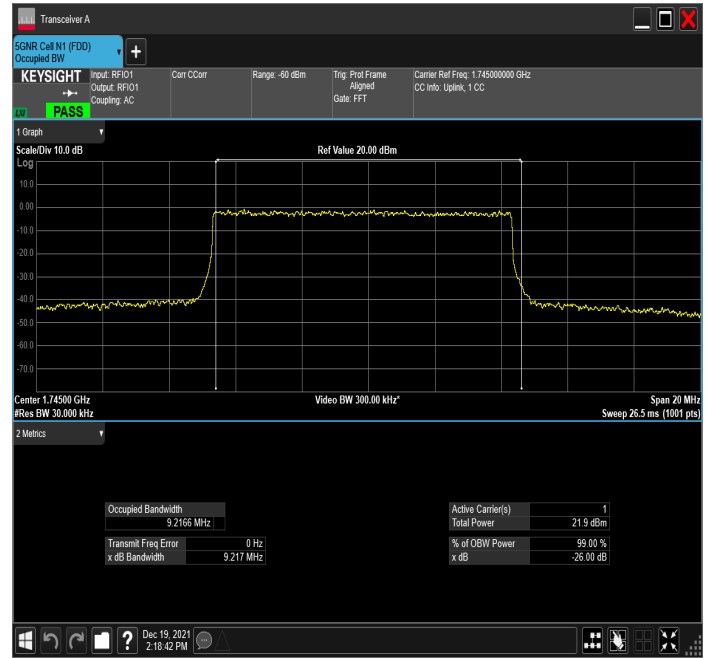 Transceiver A
5GNR Cell N1 (FDD)
Occupied BW
+
KEYSIGHT
Input: RFIO1
Output: RFIO1
Coupling: AC
Corr CCorr
Range: -60 dBm
Trig: Prot Frame
Aligned
Gate: FFT
Carrier Ref Freq: 1.745000000 GHz
CC Info: Uplink, 1 CC
LXI
PASS
1 Graph
Scale/Div 10.0 dB
Ref Value 20.00 dBm
Log
10.0
0.00
-10.0
-20.0
-30.0
-40.0
-50.0
-60.0
-70.0
Center 1.74500 GHz
Video BW 300.00 kHz*
Span 20 MHz
#Res BW 30.000 kHz
Sweep 26.5 ms (1001 pts)
2 Metrics
Occupied Bandwidth
9.2166 MHz
Transmit Freq Error 0 Hz
x dB Bandwidth 9.217 MHz
Active Carrier(s) 1
Total Power 21.9 dBm
% of OBW Power 99.00 %
x dB -26.00 dB
?
Dec 19, 2021
2:18:42 PM